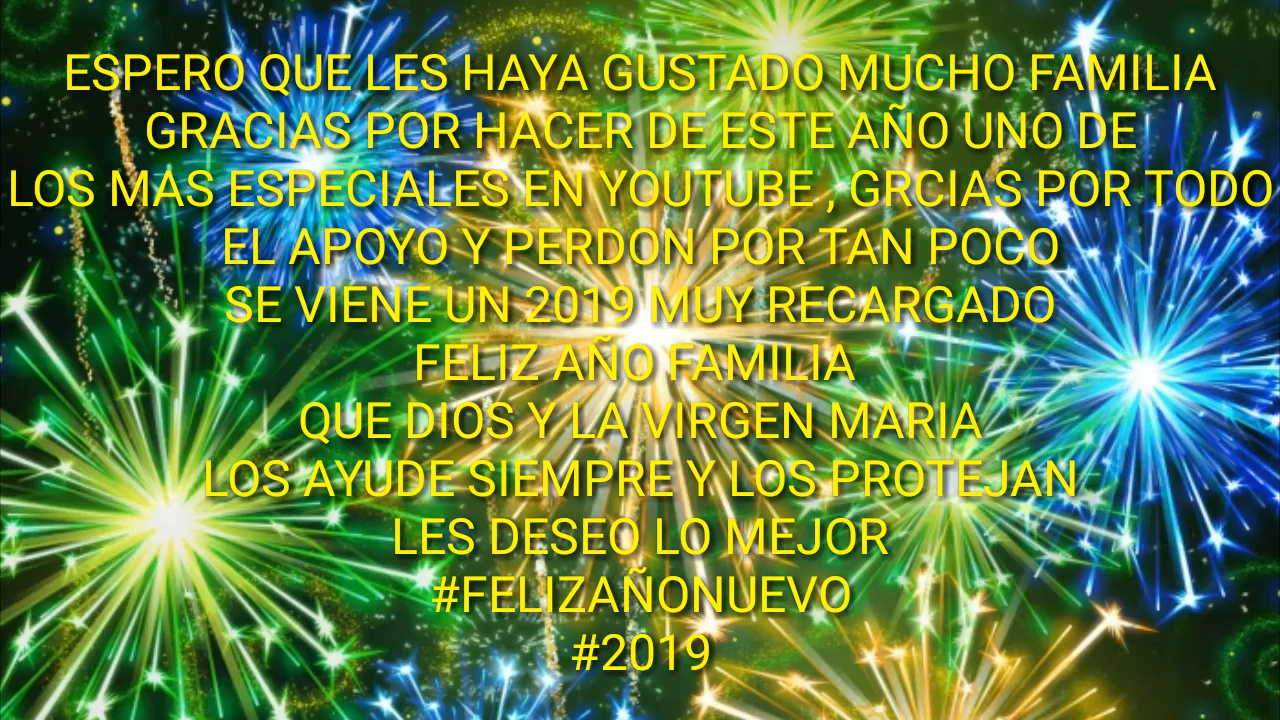 ESPERO QUE LES HAYA GUSTADO MUCHO FAMILIA
GRACIAS POR HACER DE ESTE AÑO UNO DE
LOS MAS ESPECIALES EN YOUTUBE , GRCIAS POR TODO
EL APOYO Y PERDON POR TAN POCO
SE VIENE UN 2019 MUY RECARGADO
FELIZ AÑO FAMILIA
QUE DIOS Y LA VIRGEN MARIA
LOS AYUDE SIEMPRE Y LOS PROTEJAN
LES DESEO LO MEJOR
#FELIZAÑONUEVO
#2019